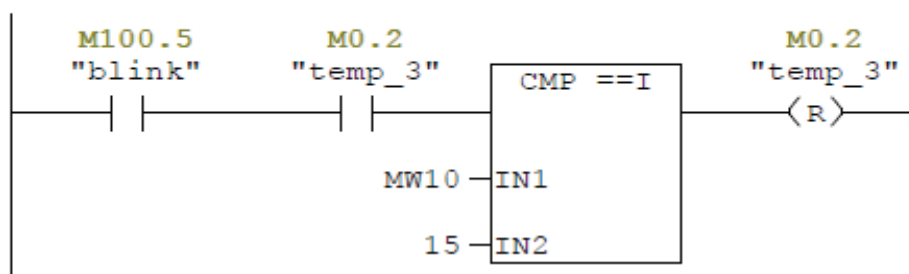 M100.5 M0.2 M0.2
"blink" "temp_3" "temp_3"
CMP ==I
R
MW10 IN1
15 IN2